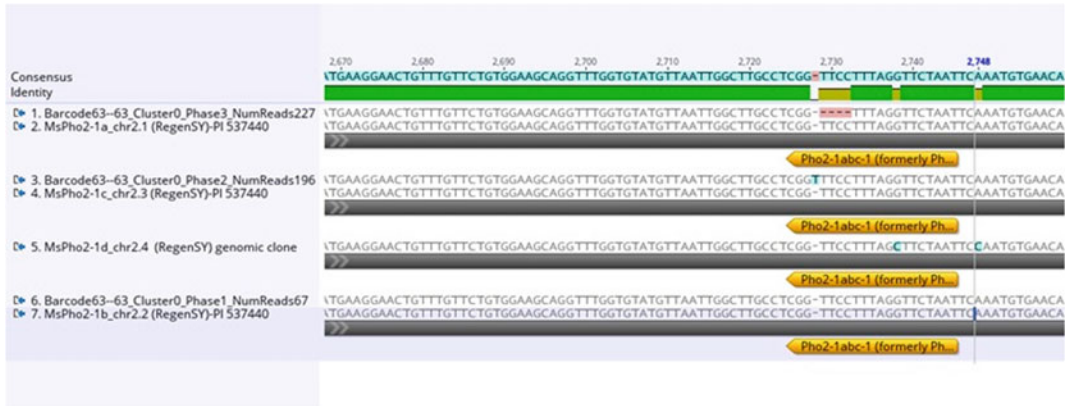 2,670 2,680 2,690 2,700 2,710 2,720 2,730 2,740 2,748
Consensus ATGAAGGAACTGTTTGTTCTGTGGAAGCAGGTTTGGTGTATGTTAATTGGCTTGCCTCGG-TTCCTTTAGGTTCTAATTCAAATGTGAACA
Identity
1. Barcode63--63_Cluster0_Phase3_NumReads227 ATGAAGGAACTGTTTGTTCTGTGGAAGCAGGTTTGGTGTATGTTAATTGGCTTGCCTCGG-----TTTAGGTTCTAATTCAAATGTGAACA
2. MsPho2-1a_chr2.1 (RegenSY)-PI 537440 ATGAAGGAACTGTTTGTTCTGTGGAAGCAGGTTTGGTGTATGTTAATTGGCTTGCCTCGG-TTCCTTTAGGTTCTAATTCAAATGTGAACA
Pho2-1abc-1 (formerly Ph...
3. Barcode63--63_Cluster0_Phase2_NumReads196 ATGAAGGAACTGTTTGTTCTGTGGAAGCAGGTTTGGTGTATGTTAATTGGCTTGCCTCGGTTTCCTTTAGGTTCTAATTCAAATGTGAACA
4. MsPho2-1c_chr2.3 (RegenSY)-PI 537440 ATGAAGGAACTGTTTGTTCTGTGGAAGCAGGTTTGGTGTATGTTAATTGGCTTGCCTCGG-TTCCTTTAGGTTCTAATTCAAATGTGAACA
Pho2-1abc-1 (formerly Ph...
5. MsPho2-1d_chr2.4 (RegenSY) genomic clone ATGAAGGAACTGTTTGTTCTGTGGAAGCAGGTTTGGTGTATGTTAATTGGCTTGCCTCGG-TTCCTTTAGCTTCTAATTCCAATGTGAACA
Pho2-1abc-1 (formerly Ph...
6. Barcode63--63_Cluster0_Phase1_NumReads67 ATGAAGGAACTGTTTGTTCTGTGGAAGCAGGTTTGGTGTATGTTAATTGGCTTGCCTCGG-TTCCTTTAGGTTCTAATTCAAATGTGAACA
7. MsPho2-1b_chr2.2 (RegenSY)-PI 537440 ATGAAGGAACTGTTTGTTCTGTGGAAGCAGGTTTGGTGTATGTTAATTGGCTTGCCTCGG-TTCCTTTAGGTTCTAATTCAAATGTGAACA
Pho2-1abc-1 (formerly Ph...